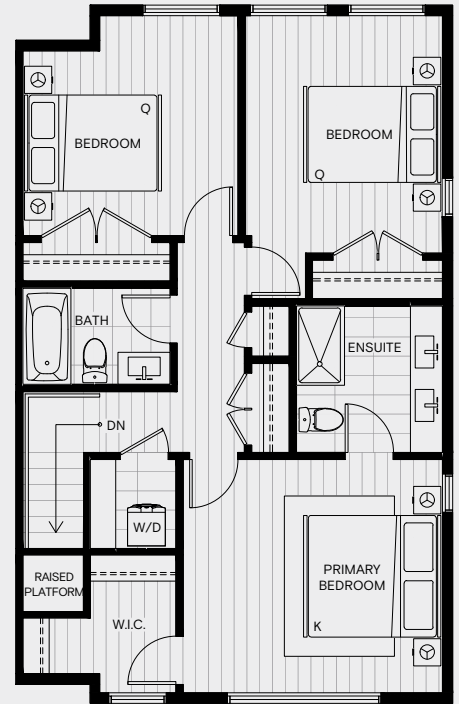 Q
BEDROOM
BEDROOM
Q
BATH
ENSUITE
DN
W/D
RAISED
PLATFORM
W.I.C.
PRIMARY
BEDROOM
K